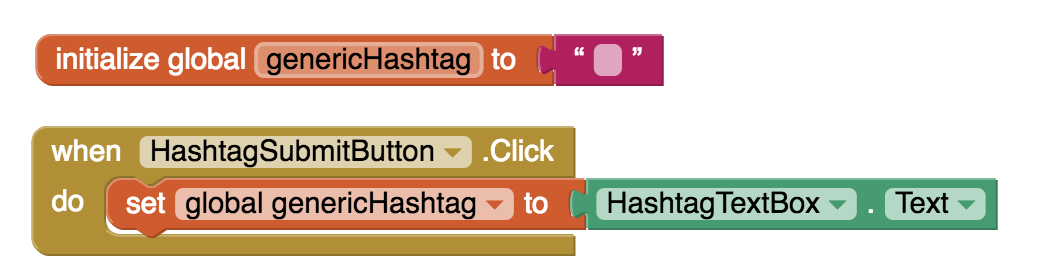 initialize global genericHashtag to “ ”
when HashtagSubmitButton .Click
do set global genericHashtag to HashtagTextBox . Text